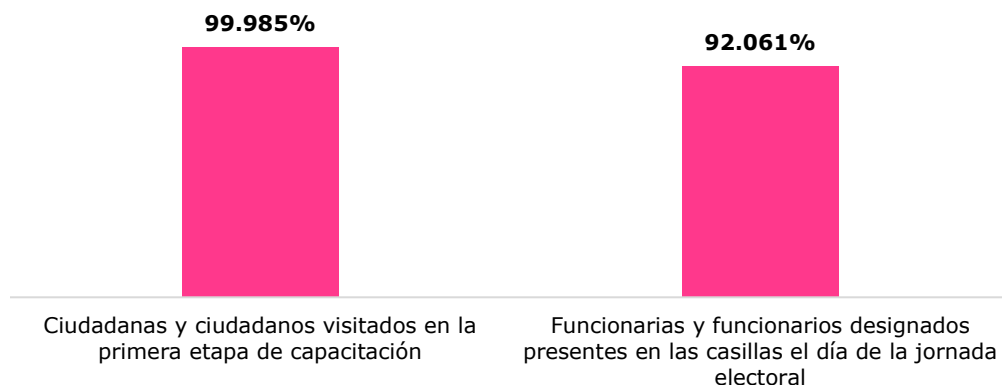 99.985%
92.061%
Ciudadanas y ciudadanos visitados en la
primera etapa de capacitación
Funcionarias y funcionarios designados
presentes en las casillas el día de la jornada
electoral